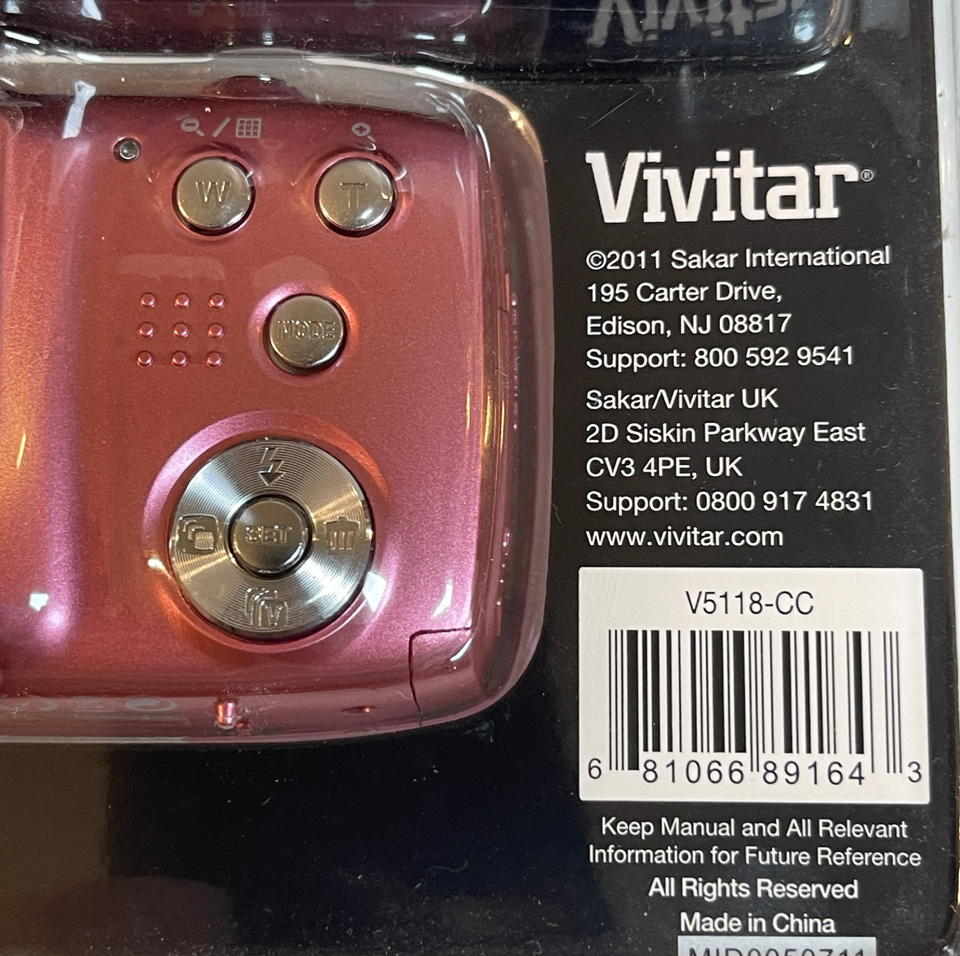 Vivitar
W
T
MODE
SET
Vivitar®
©2011 Sakar International
195 Carter Drive,
Edison, NJ 08817
Support: 800 592 9541
Sakar/Vivitar UK
2D Siskin Parkway East
CV3 4PE, UK
Support: 0800 917 4831
www.vivitar.com
V5118-CC
6 81066 89164 3
Keep Manual and All Relevant
Information for Future Reference
All Rights Reserved
Made in China